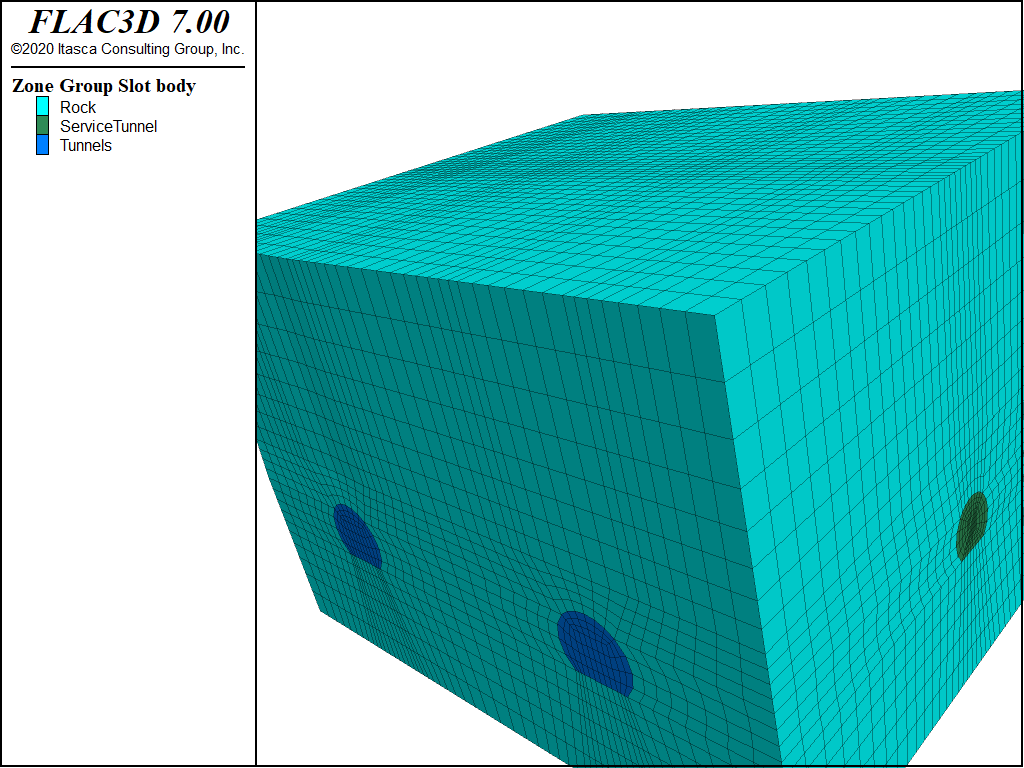 FLAC3D 7.00
©2020 Itasca Consulting Group, Inc.
Zone Group Slot body
Rock
ServiceTunnel
Tunnels